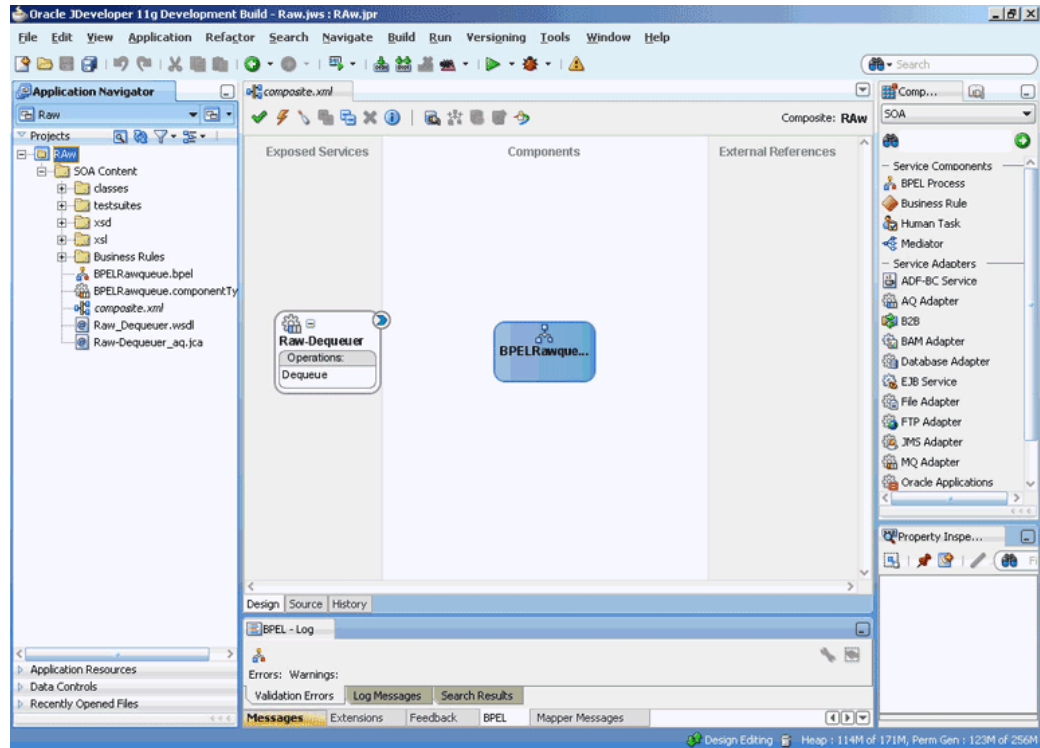 Oracle JDeveloper 11g Development Build - Raw.jws : RAw.jpr
File Edit View Application Refactor Search Navigate Build Run Versioning Tools Window Help
Search
Application Navigator
Raw
Projects
RAw
SOA Content
classes
testsuites
xsd
xsl
Business Rules
BPELRawqueue.bpel
BPELRawqueue.componentTy
composite.xml
Raw_Dequeuer.wsdl
Raw-Dequeuer_aq.jca
Application Resources
Data Controls
Recently Opened Files
composite.xml
Composite: RAw
Exposed Services
Components
External References
Raw-Dequeuer
Operations:
Dequeue
BPELRawque...
Design Source History
BPEL - Log
Errors: Warnings:
Validation Errors Log Messages Search Results
Messages Extensions Feedback BPEL Mapper Messages
Comp...
SOA
Service Components
BPEL Process
Business Rule
Human Task
Mediator
Service Adapters
ADF-BC Service
AQ Adapter
B2B
BAM Adapter
Database Adapter
EJB Service
File Adapter
FTP Adapter
JMS Adapter
MQ Adapter
Oracle Applications
Property Inspe...
Fi
Design Editing Heap : 114M of 171M, Perm Gen : 123M of 256M